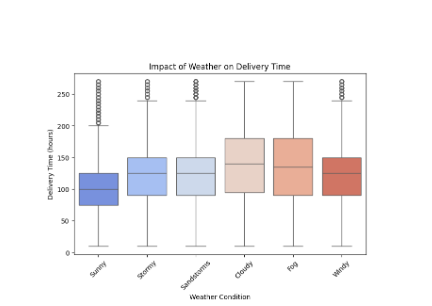 Impact of Weather on Delivery Time
Delivery Time (hours)
250
200
150
100
50
0
Sunny
Stormy
Sandstorms
Cloudy
Fog
Windy
Weather Condition